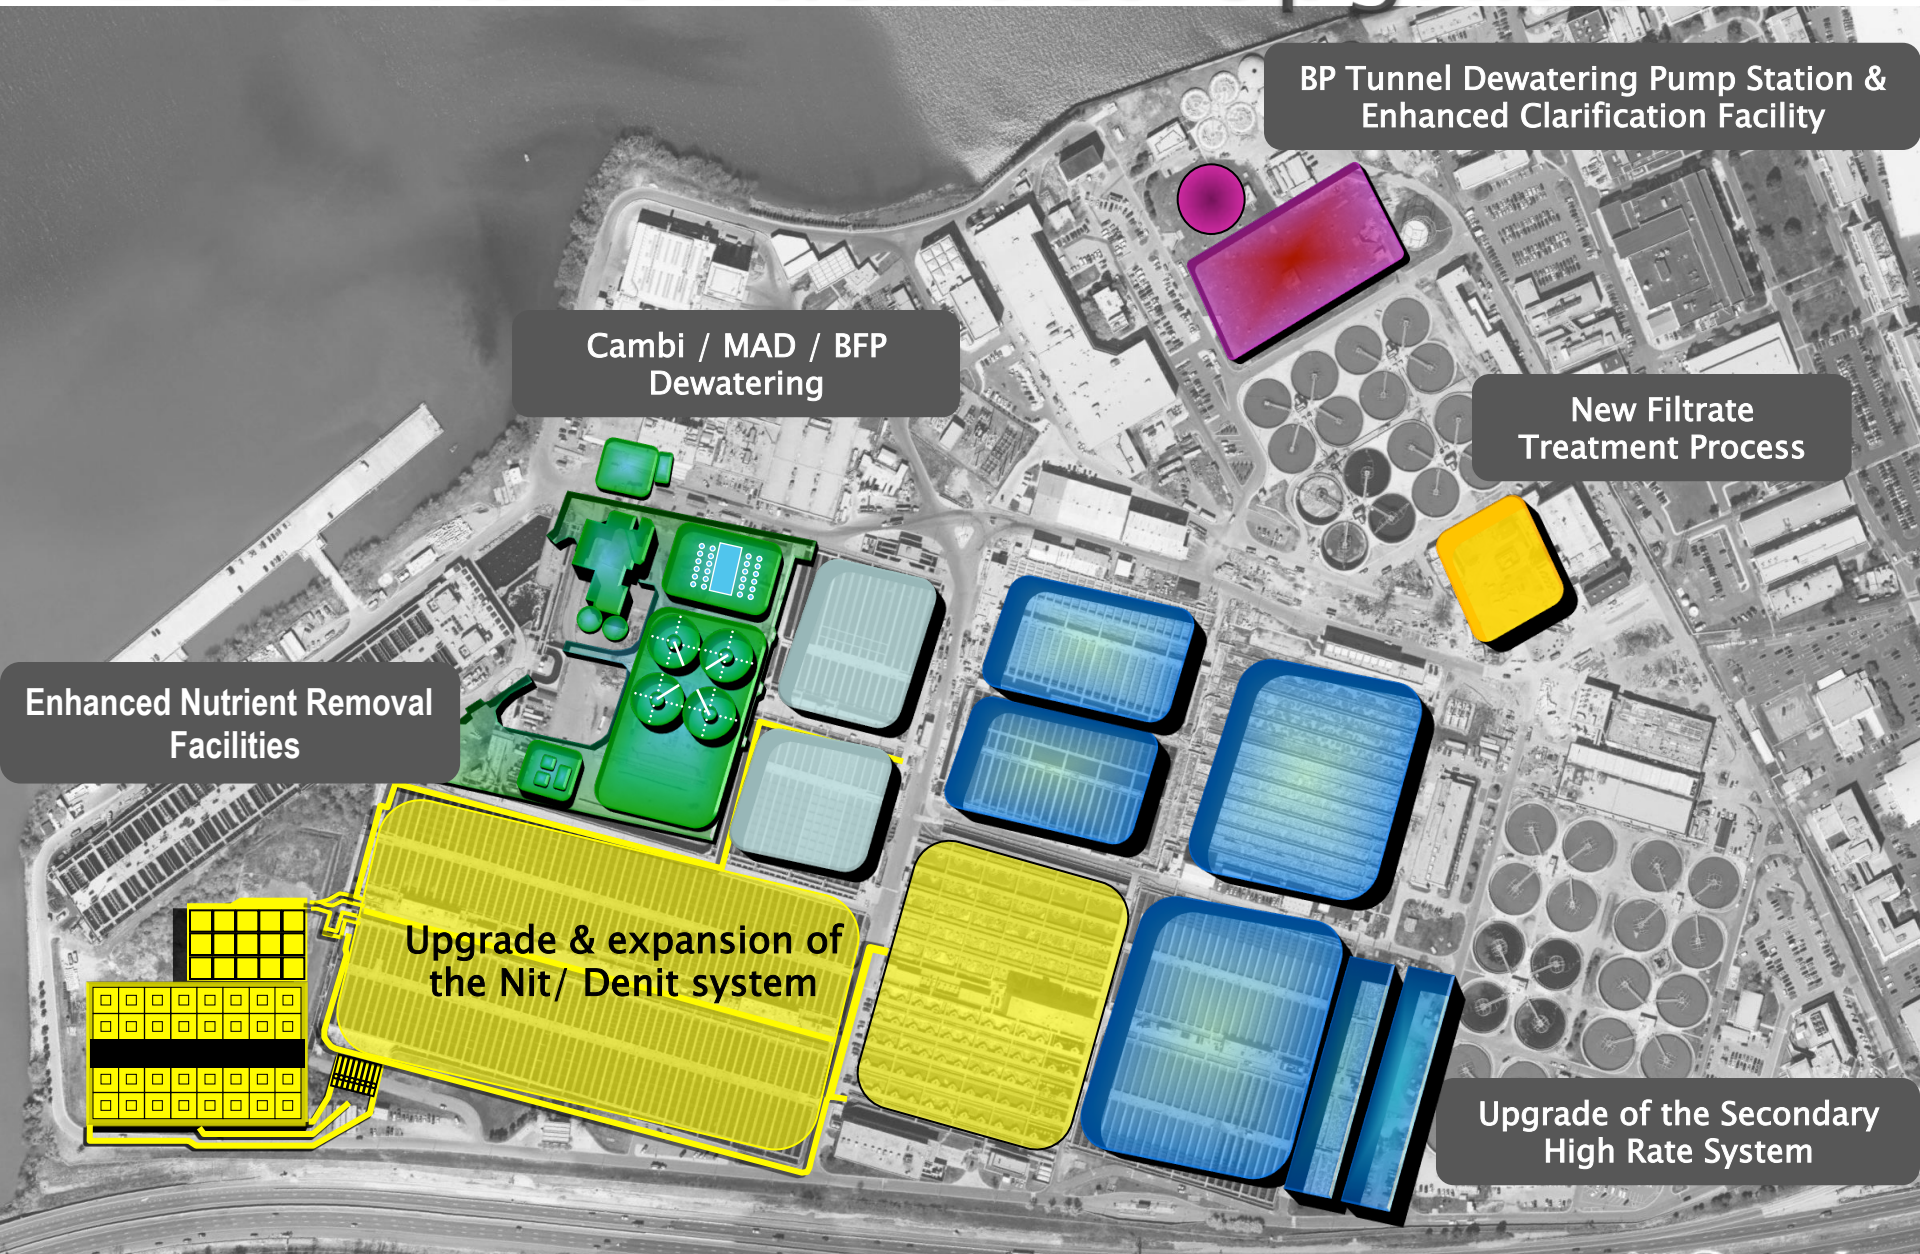 BP Tunnel Dewatering Pump Station &
Enhanced Clarification Facility
Cambi / MAD / BFP
Dewatering
New Filtrate
Treatment Process
Enhanced Nutrient Removal
Facilities
Upgrade & expansion of
the Nit/ Denit system
Upgrade of the Secondary
High Rate System